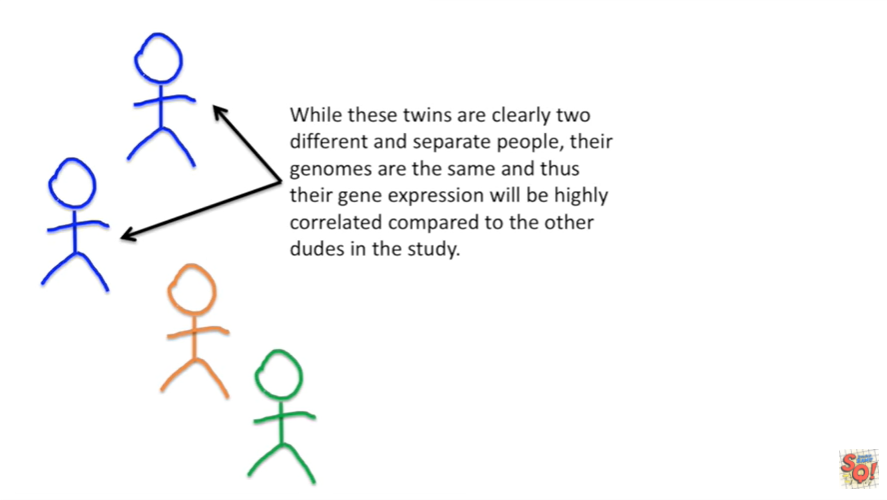 While these twins are clearly two
different and separate people, their
genomes are the same and thus
their gene expression will be highly
correlated compared to the other
dudes in the study.
SO!